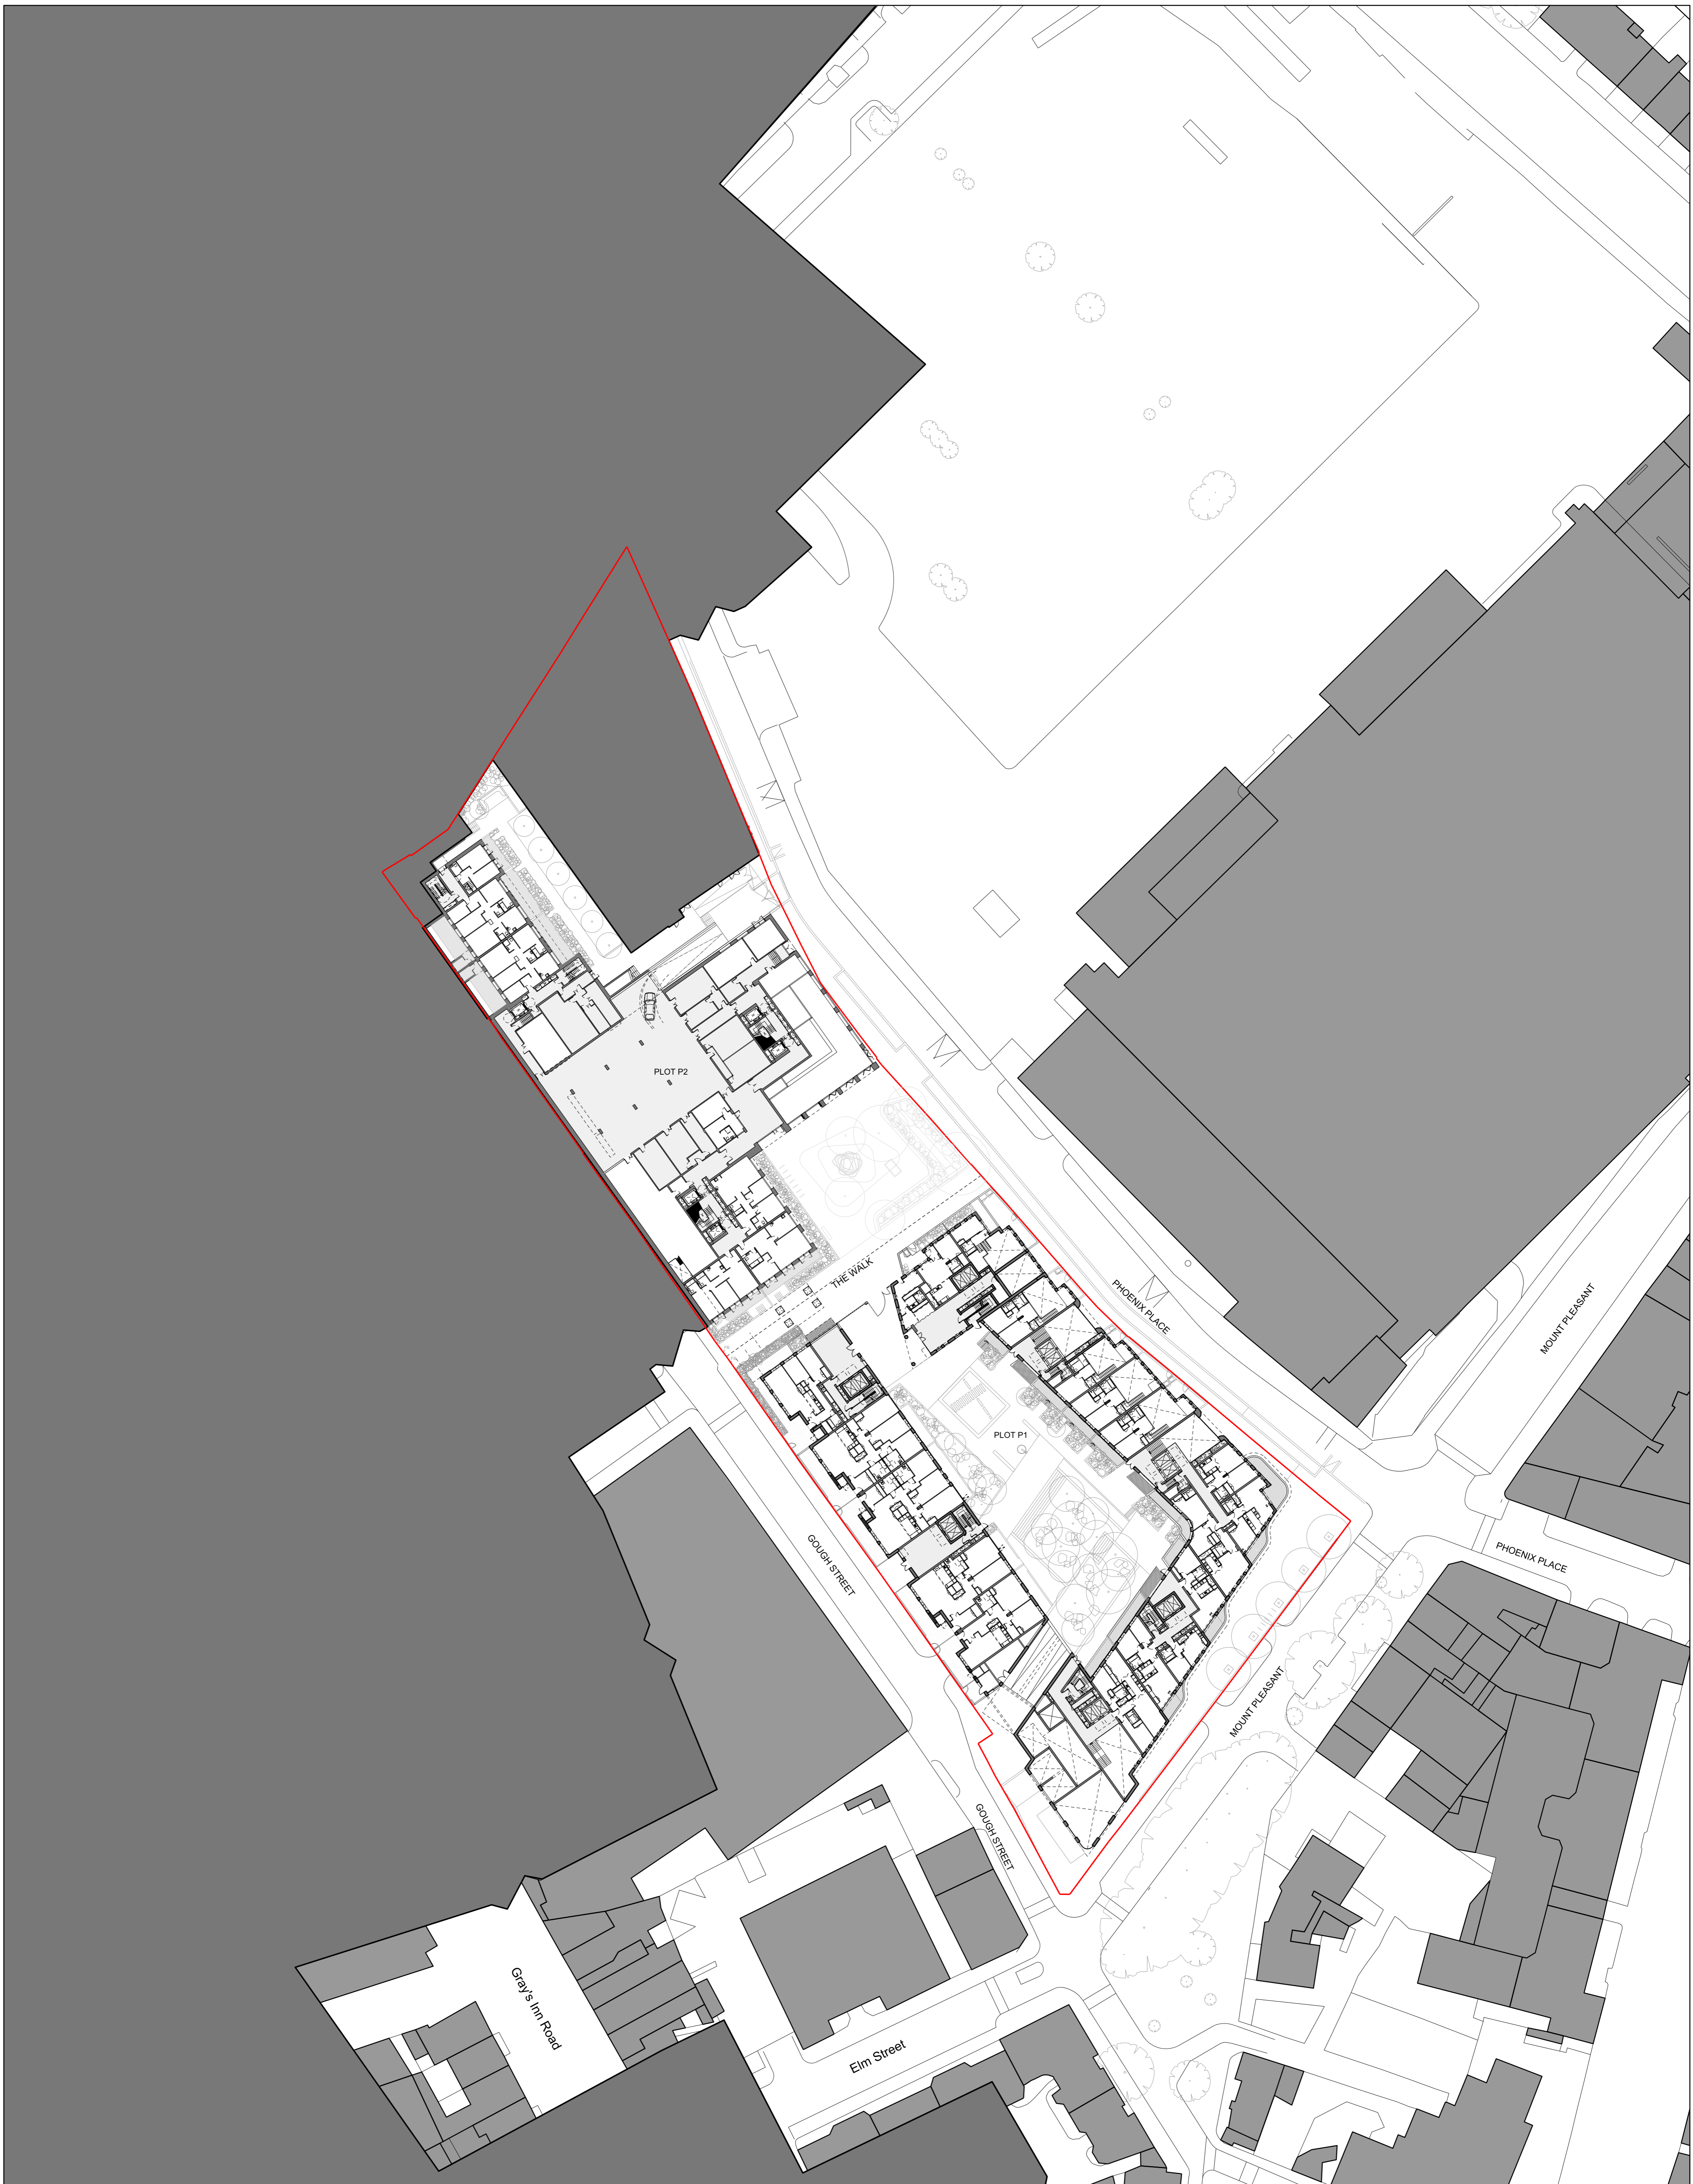 PLOT P2
THE WALK
PHOENIX PLACE
MOUNT PLEASANT
PLOT P1
GOUGH STREET
PHOENIX PLACE
MOUNT PLEASANT
GOUGH STREET
Gray's Inn Road
Elm Street